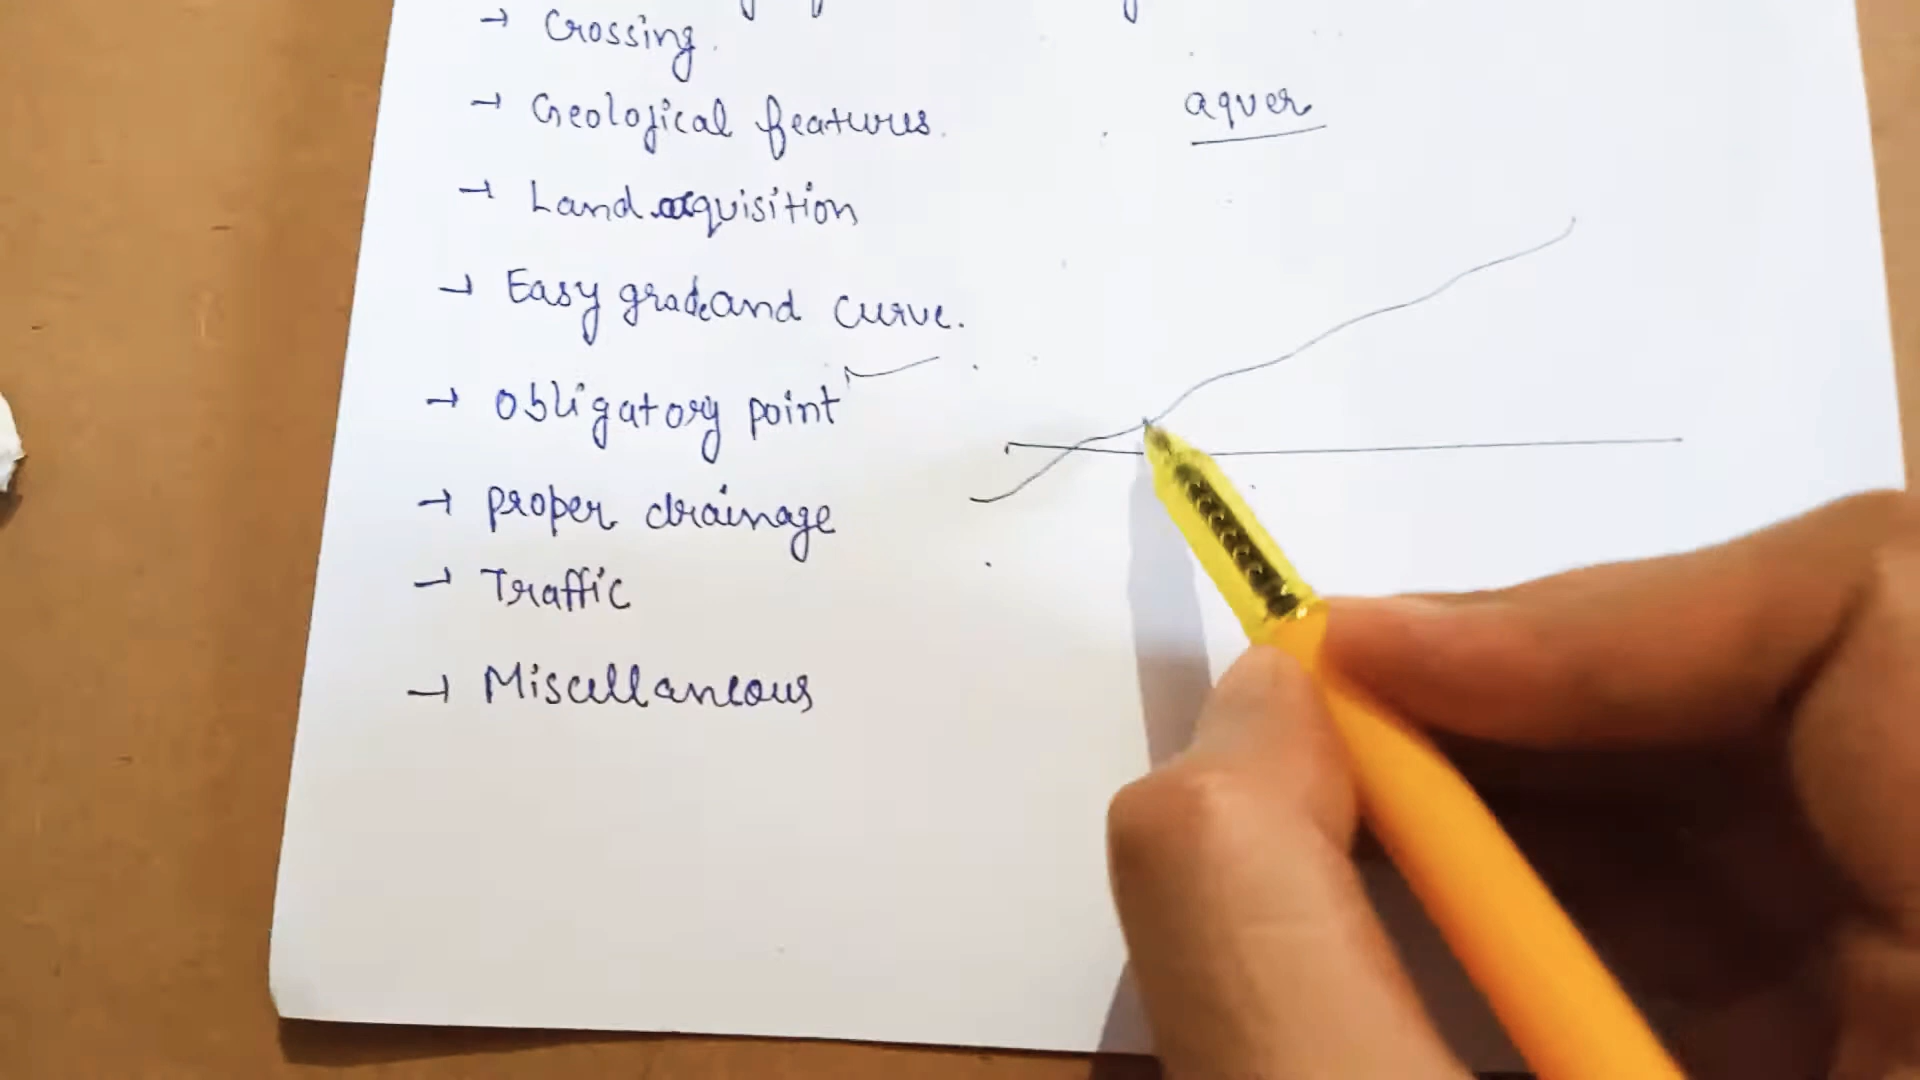 → Crossing.
→ Geological features.
aquer
→ Land acquisition
→ Easy grade and curve.
→ Obligatory point
→ proper drainage
→ Traffic
→ Miscellaneous